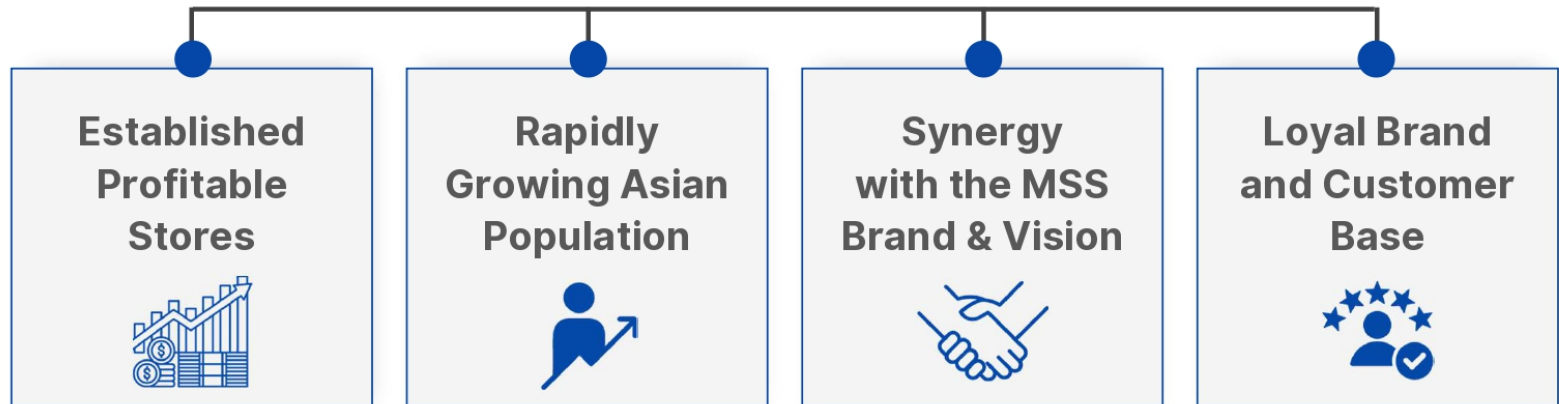 Established
Profitable
Stores
Rapidly
Growing Asian
Population
Synergy
with the MSS
Brand & Vision
Loyal Brand
and Customer
Base